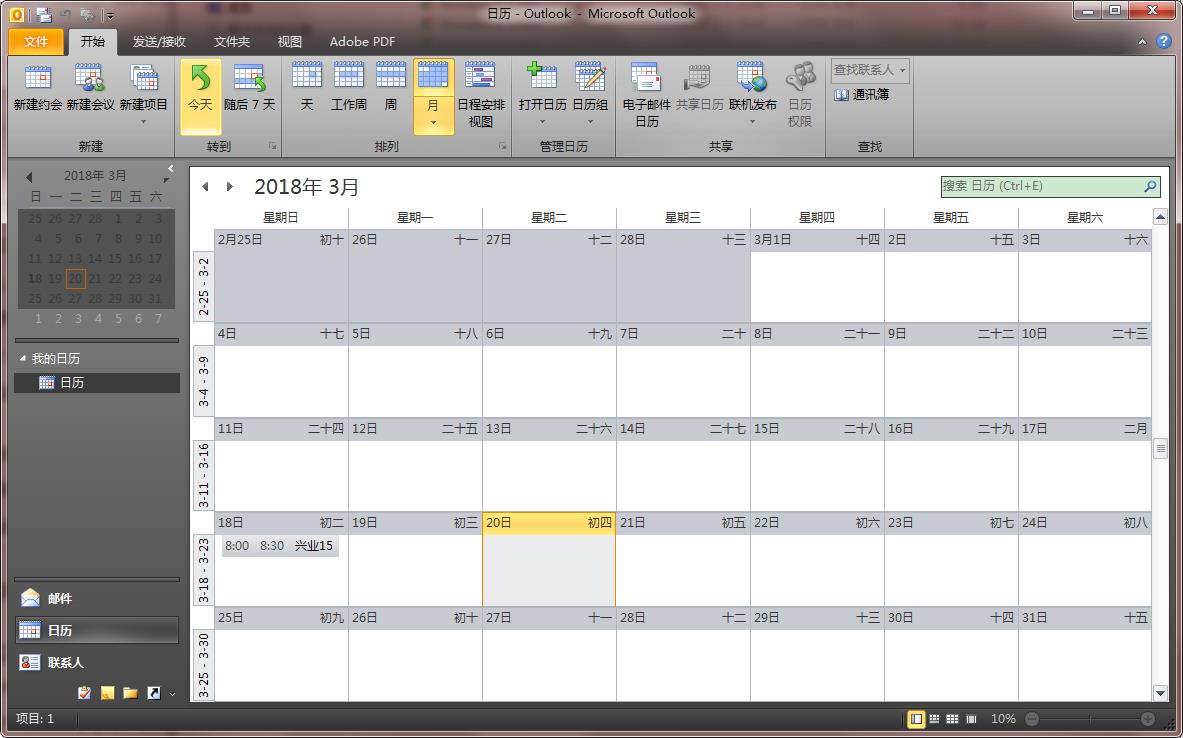 日历 - Outlook - Microsoft Outlook
文件 开始 发送/接收 文件夹 视图 Adobe PDF
新建约会 新建会议 新建项目 今天 随后 7 天 天 工作周 周 月 日程安排视图 打开日历 日历组 电子邮件日历 共享日历 联机发布 日历权限 查找联系人
通讯簿
新建 转到 排列 管理日历 共享 查找
2018年 3月
日 一 二 三 四 五 六
25 26 27 28 1 2 3
4 5 6 7 8 9 10
11 12 13 14 15 16 17
18 19 20 21 22 23 24
25 26 27 28 29 30 31
1 2 3 4 5 6 7
我的日历
日历
邮件
日历
联系人
2018年 3月 搜索 日历 (Ctrl+E)
星期日 星期一 星期二 星期三 星期四 星期五 星期六
2月25日 初十 26日 十一 27日 十二 28日 十三 3月1日 十四 2日 十五 3日 十六
2-25 - 3-2
4日 十七 5日 十八 6日 十九 7日 二十 8日 二十一 9日 二十二 10日 二十三
3-4 - 3-9
11日 二十四 12日 二十五 13日 二十六 14日 二十七 15日 二十八 16日 二十九 17日 二月
3-11 - 3-16
18日 初二 19日 初三 20日 初四 21日 初五 22日 初六 23日 初七 24日 初八
8:00 8:30 兴业15
3-18 - 3-23
25日 初九 26日 初十 27日 十一 28日 十二 29日 十三 30日 十四 31日 十五
3-25 - 3-30
项目: 1 10%